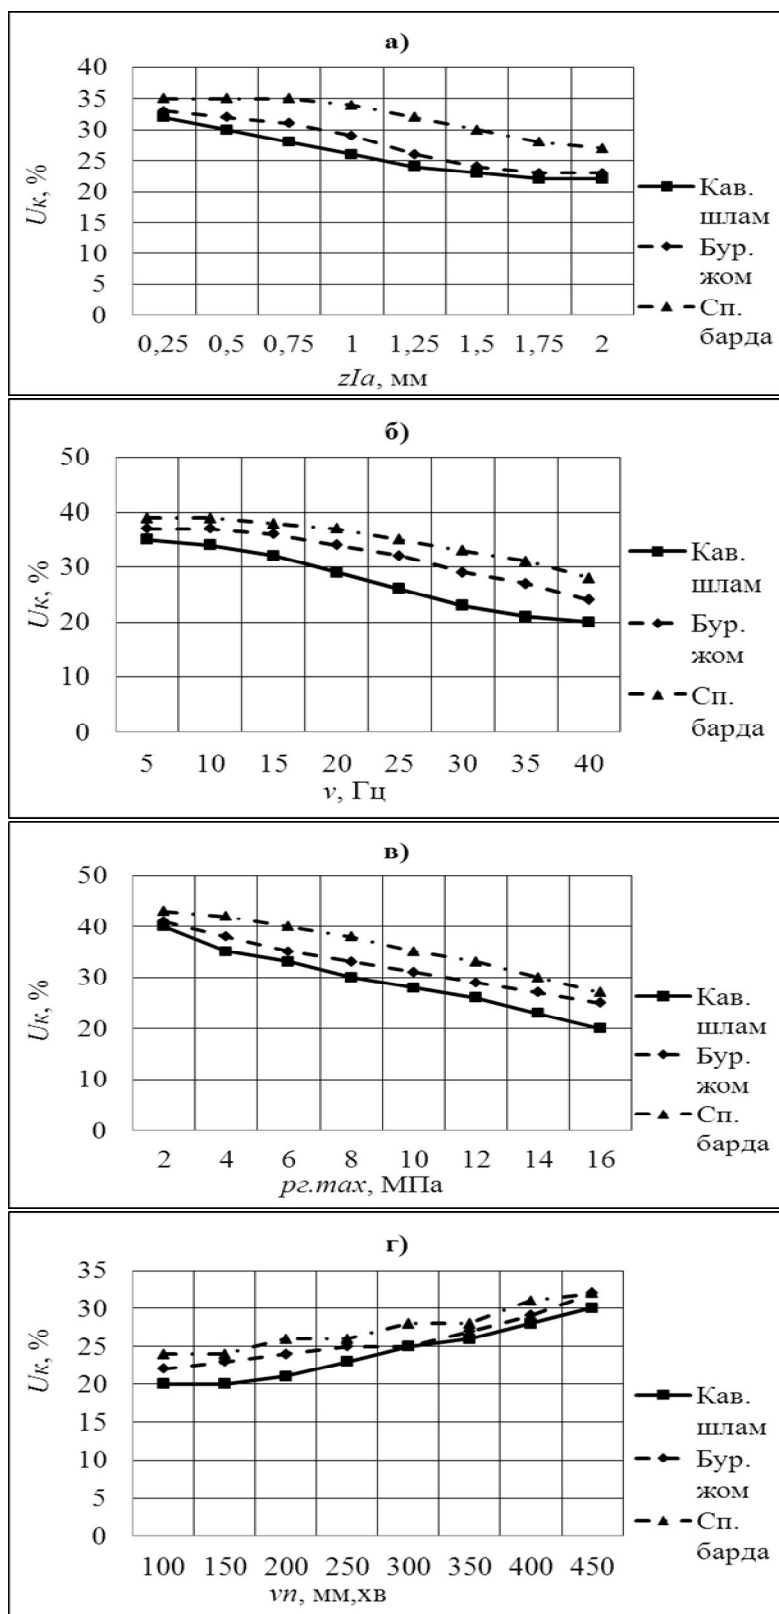 а)
40
35
30
25
20
15
10
5
0
Uк, %
0,25 0,5 0,75 1 1,25 1,5 1,75 2
zIa, мм
Кав.
шлам
Бур.
жом
Сп.
барда
б)
50
40
30
20
10
0
Uк, %
5 10 15 20 25 30 35 40
ν, Гц
Кав.
шлам
Бур.
жом
Сп.
барда
в)
50
40
30
20
10
0
Uк, %
2 4 6 8 10 12 14 16
pг.max, МПа
Кав.
шлам
Бур.
жом
Сп.
барда
г)
35
30
25
20
15
10
5
0
Uк, %
100 150 200 250 300 350 400 450
vп, мм,хв
Кав.
шлам
Бур.
жом
Сп.
барда